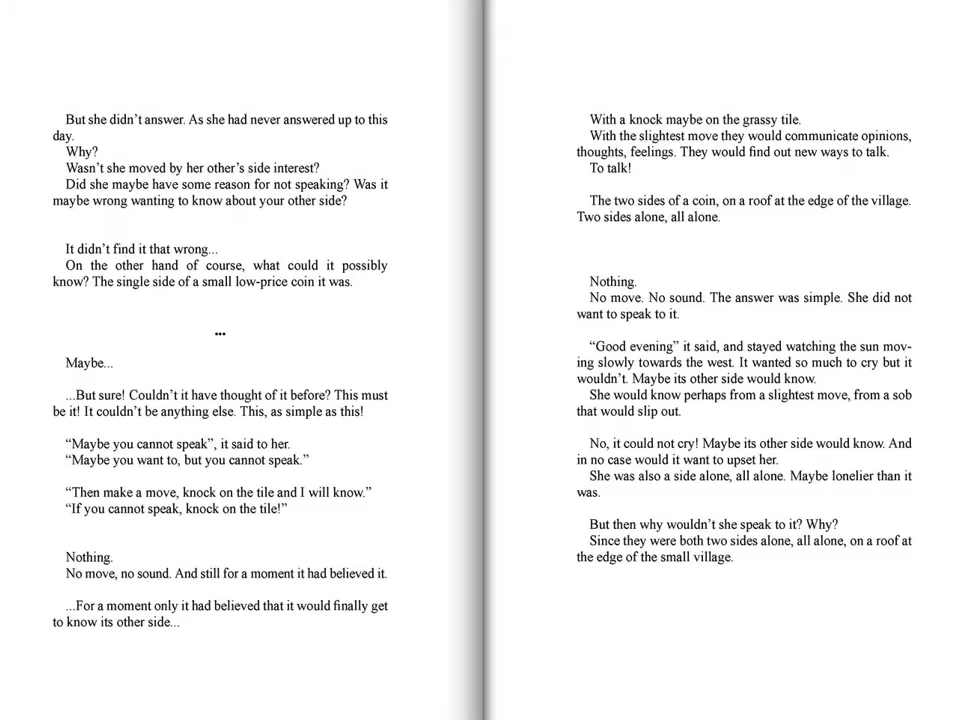 But she didn’t answer. As she had never answered up to this
day.
Why?
Wasn’t she moved by her other’s side interest?
Did she maybe have some reason for not speaking? Was it
maybe wrong wanting to know about your other side?
It didn’t find it that wrong...
On the other hand of course, what could it possibly
know? The single side of a small low-price coin it was.
...
Maybe...
...But sure! Couldn’t it have thought of it before? This must
be it! It couldn’t be anything else. This, as simple as this!
“Maybe you cannot speak”, it said to her.
“Maybe you want to, but you cannot speak.”
“Then make a move, knock on the tile and I will know.”
“If you cannot speak, knock on the tile!”
Nothing.
No move, no sound. And still for a moment it had believed it.
...For a moment only it had believed that it would finally get
to know its other side...
With a knock maybe on the grassy tile.
With the slightest move they would communicate opinions,
thoughts, feelings. They would find out new ways to talk.
To talk!
The two sides of a coin, on a roof at the edge of the village.
Two sides alone, all alone.
Nothing.
No move. No sound. The answer was simple. She did not
want to speak to it.
“Good evening” it said, and stayed watching the sun mov-
ing slowly towards the west. It wanted so much to cry but it
wouldn’t. Maybe its other side would know.
She would know perhaps from a slightest move, from a sob
that would slip out.
No, it could not cry! Maybe its other side would know. And
in no case would it want to upset her.
She was also a side alone, all alone. Maybe lonelier than it
was.
But then why wouldn’t she speak to it? Why?
Since they were both two sides alone, all alone, on a roof at
the edge of the small village.